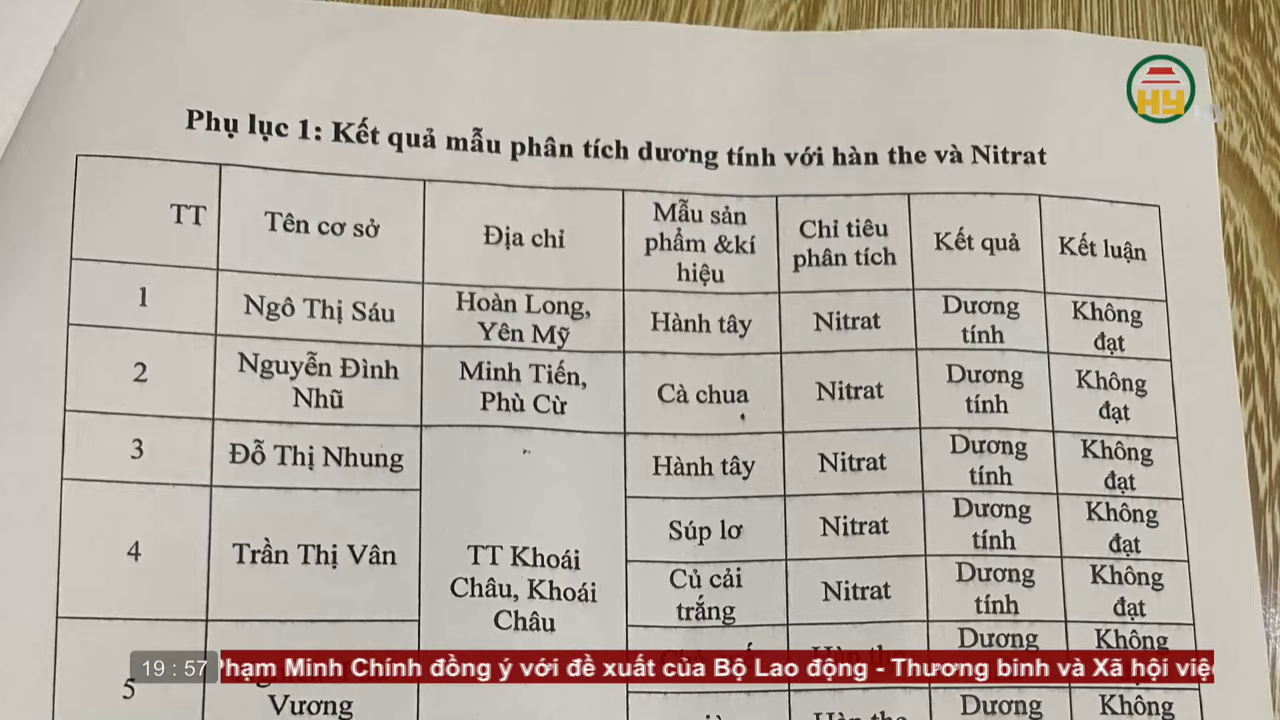 HY
Phụ lục 1: Kết quả mẫu phân tích dương tính với hàn the và Nitrat
TT
Tên cơ sở
Địa chỉ
Mẫu sản
phẩm &kí
hiệu
Chỉ tiêu
phân tích
Kết quả
Kết luận
1
Ngô Thị Sáu
Hoàn Long,
Yên Mỹ
Hành tây
Nitrat
Dương
tính
Không
đạt
2
Nguyễn Đình
Nhũ
Minh Tiến,
Phù Cừ
Cà chua
Nitrat
Dương
tính
Không
đạt
3
Đỗ Thị Nhung
TT Khoái
Châu, Khoái
Châu
Hành tây
Nitrat
Dương
tính
Không
đạt
4
Trần Thị Vân
Súp lơ
Nitrat
Dương
tính
Không
đạt
Củ cải
trắng
Nitrat
Dương
tính
Không
đạt
5
Vương
Dương
Không
Hàn the
Dương
Không
19 : 57
Phạm Minh Chính đồng ý với đề xuất của Bộ Lao động - Thương binh và Xã hội việc